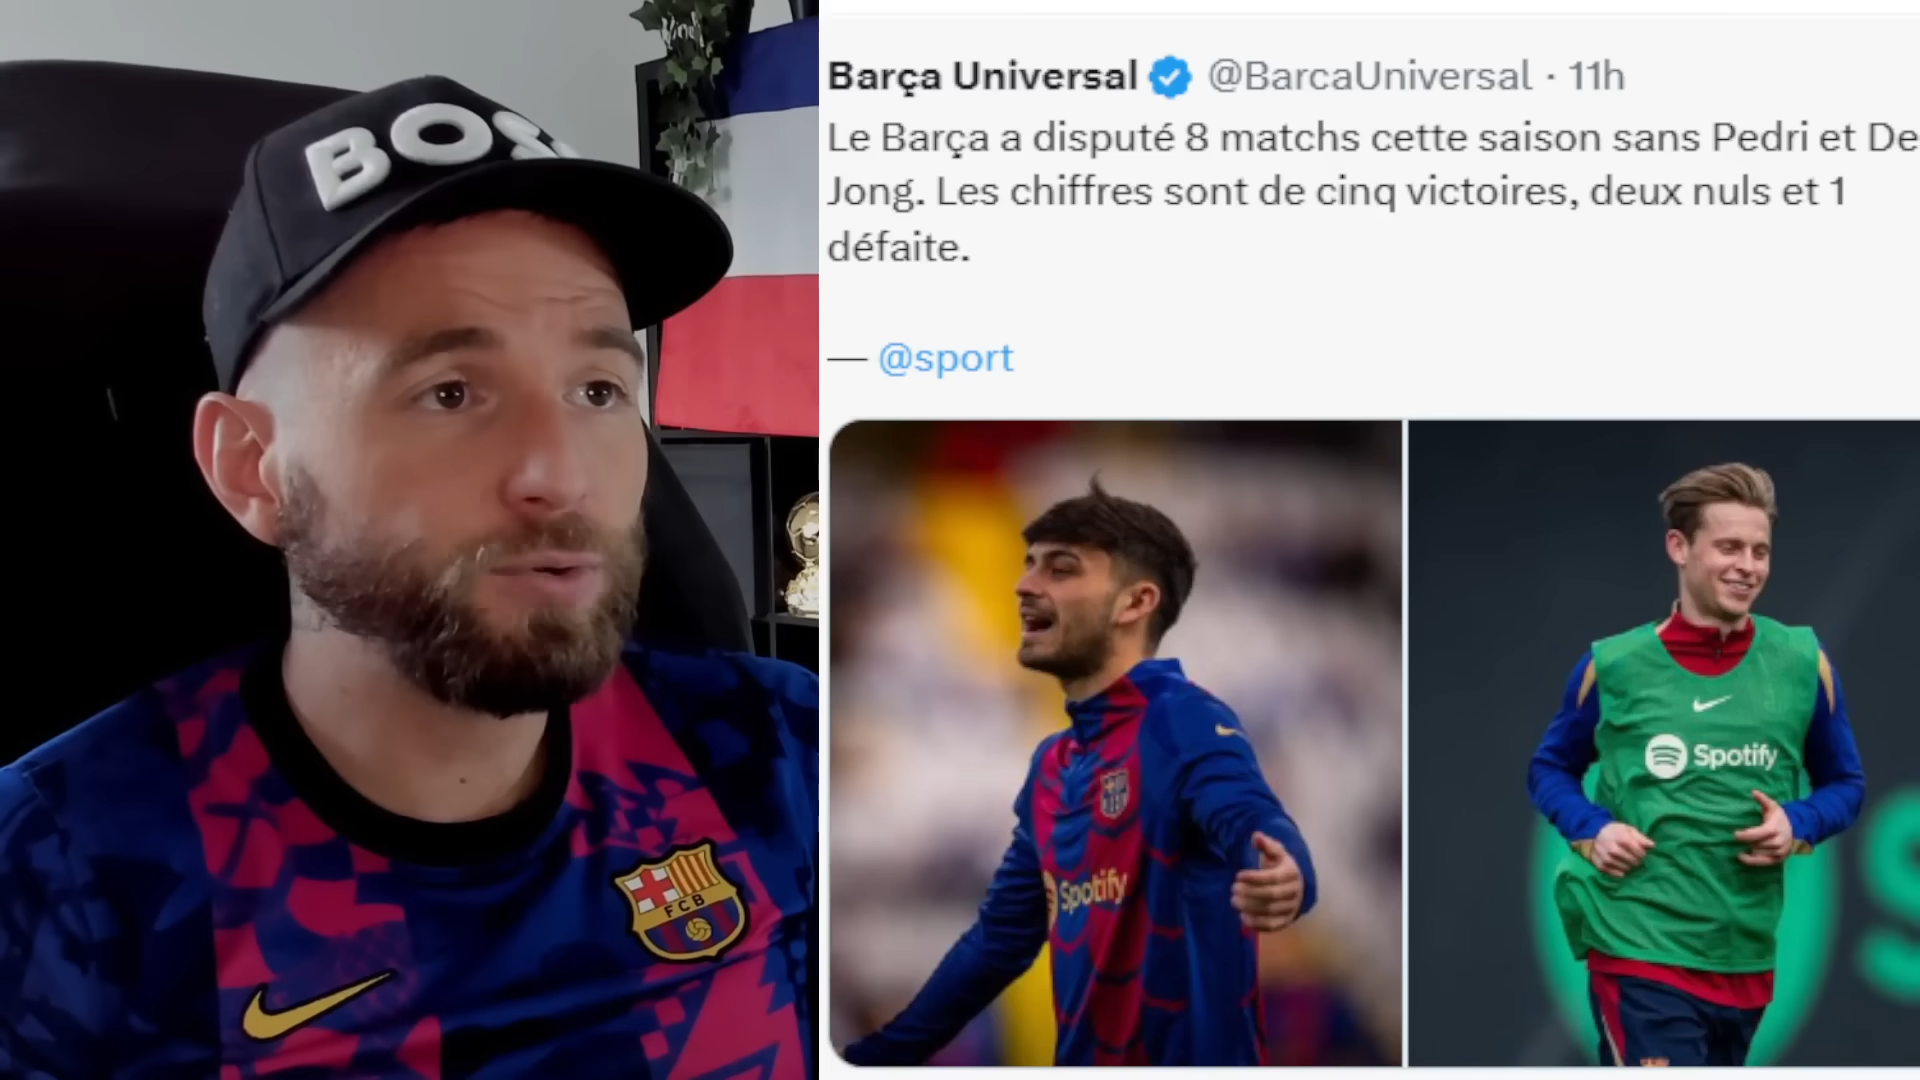 BOS
FCB
Barça Universal @BarcaUniversal · 11h
Le Barça a disputé 8 matchs cette saison sans Pedri et De
Jong. Les chiffres sont de cinq victoires, deux nuls et 1
défaite.
— @sport
Spotify
Spotify